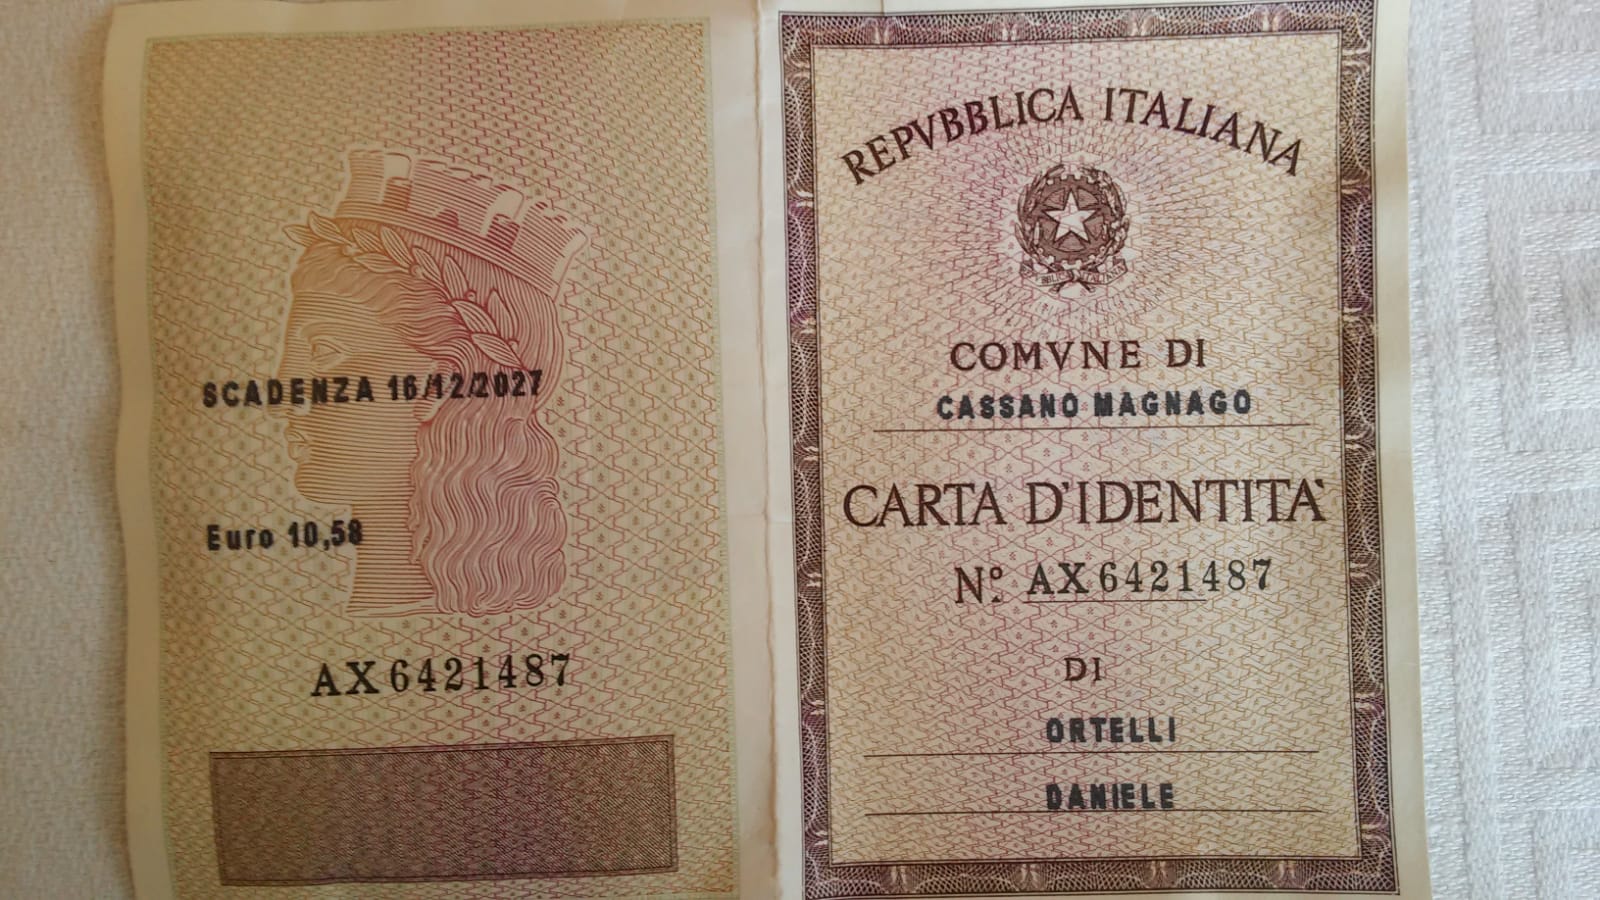 SCADENZA 16/12/2027
Euro 10,58
AX6421487
REPVBBLICA ITALIANA
COMVNE DI
CASSANO MAGNAGO
CARTA D'IDENTITA'
N.º AX6421487
DI
ORTELLI
DANIELE